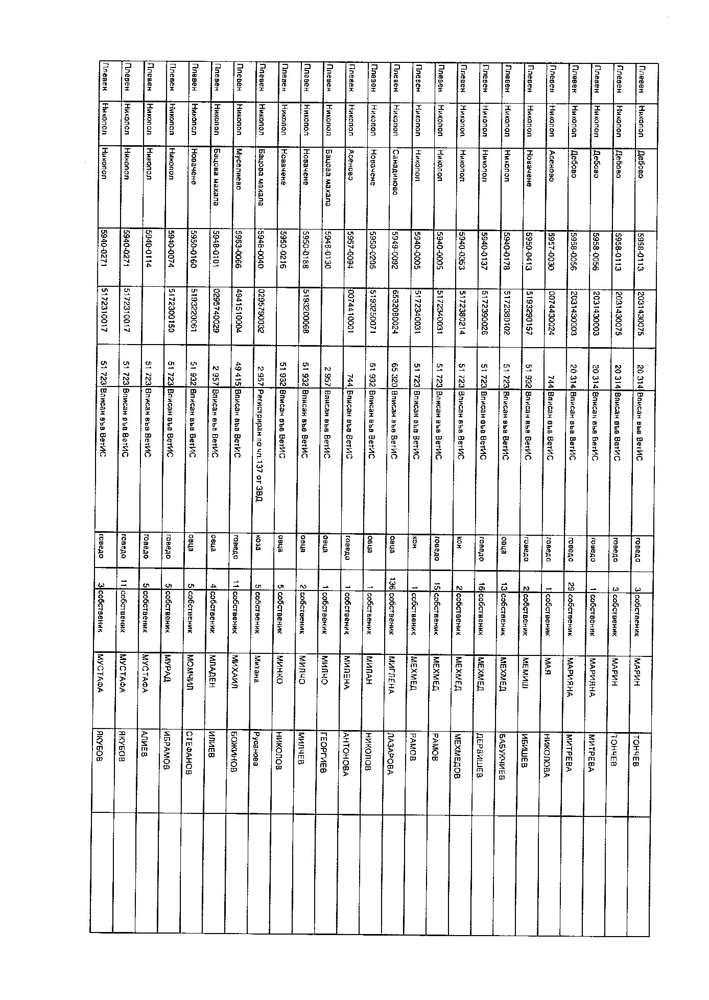 Плевен Никопол Дебово 5958-0113 2031430075 20 314 Вписан във ВетИС говедо 3 собственик МАРИН ТОНЧЕВ
Плевен Никопол Дебово 5958-0113 2031430075 20 314 Вписан във ВетИС говедо 3 собственик МАРИН ТОНЧЕВ
Плевен Никопол Дебово 5958-0056 2031430003 20 314 Вписан във ВетИС говедо 1 собственик МАРИЯНА МИТРЕВА
Плевен Никопол Дебово 5958-0056 2031430003 20 314 Вписан във ВетИС говедо 29 собственик МАРИЯНА МИТРЕВА
Плевен Никопол Асеново 5957-0030 0074430024 744 Вписан във ВетИС говедо 1 собственик МАЯ НИКОЛОВА
Плевен Никопол Новачене 5950-0413 5193290157 51 932 Вписан във ВетИС говедо 2 собственик МЕМИШ ИБИШЕВ
Плевен Никопол Никопол 5940-0178 5172380102 51 723 Вписан във ВетИС овца 13 собственик МЕХМЕД БАБУКЧИЕВ
Плевен Никопол Никопол 5940-0137 5172390026 51 723 Вписан във ВетИС говедо 16 собственик МЕХМЕД ДЕРВИШЕВ
Плевен Никопол Никопол 5940-0353 5172380214 51 723 Вписан във ВетИС кон 2 собственик МЕХМЕД МЕХМЕДОВ
Плевен Никопол Никопол 5940-0005 5172340031 51 723 Вписан във ВетИС говедо 15 собственик МЕХМЕД РАМОВ
Плевен Никопол Никопол 5940-0005 5172340031 51 723 Вписан във ВетИС кон 1 собственик МЕХМЕД РАМОВ
Плевен Никопол Санадиново 5949-0092 6532080024 65 320 Вписан във ВетИС овца 136 собственик МИГЛЕНА ЛАЗАРОВА
Плевен Никопол Новачене 5950-0206 5193250071 51 932 Вписан във ВетИС овца 1 собственик МИЛАН НИКОЛОВ
Плевен Никопол Асеново 5957-0094 0074410001 744 Вписан във ВетИС говедо 1 собственик МИЛЕНА АНТОНОВА
Плевен Никопол Бацова махала 5948-0130 2 957 Вписан във ВетИС овца 1 собственик МИЛЧО ГЕОРГИЕВ
Плевен Никопол Новачене 5950-0188 5193200068 51 932 Вписан във ВетИС овца 2 собственик МИЛЧО МИЛЧЕВ
Плевен Никопол Новачене 5950-0216 51 932 Вписан във ВетИС овца 5 собственик МИНКО НИКОЛОВ
Плевен Никопол Бацова махала 5948-0040 0295790032 2 957 Регистриран по чл.137 от ЗВД коза 5 собственик Митана Русанова
Плевен Никопол Муселиево 5963-0066 4941510004 49 415 Вписан във ВетИС говедо 11 собственик МИХАИЛ БОЖИНОВ
Плевен Никопол Бацова махала 5948-0101 0295740029 2 957 Вписан във ВетИС овца 4 собственик МЛАДЕН ИЛИЕВ
Плевен Никопол Новачене 5950-0160 5193220061 51 932 Вписан във ВетИС овца 5 собственик МОМЧИЛ СТЕФАНОВ
Плевен Никопол Никопол 5940-0074 5172300150 51 723 Вписан във ВетИС говедо 5 собственик МУРАД ИБРАМОВ
Плевен Никопол Никопол 5940-0114 51 723 Вписан във ВетИС говедо 5 собственик МУСТАФА АЛИЕВ
Плевен Никопол Никопол 5940-0271 5172310017 51 723 Вписан във ВетИС говедо 11 собственик МУСТАФА ЯКУБОВ
Плевен Никопол Никопол 5940-0271 5172310017 51 723 Вписан във ВетИС говедо 3 собственик МУСТАФА ЯКУБОВ